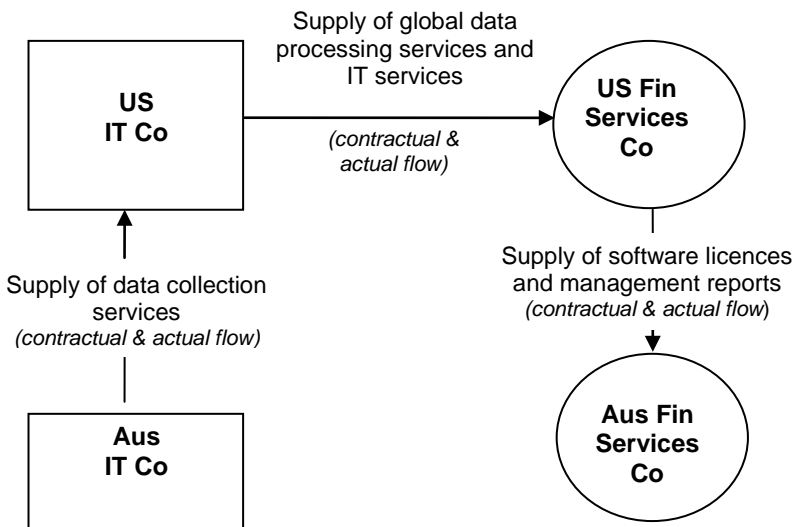 Supply of global data
processing services and
IT services
US
IT Co
US Fin
Services
Co
(contractual &
actual flow)
Supply of data collection
services
(contractual & actual flow)
Supply of software licences
and management reports
(contractual & actual flow)
Aus
IT Co
Aus Fin
Services
Co